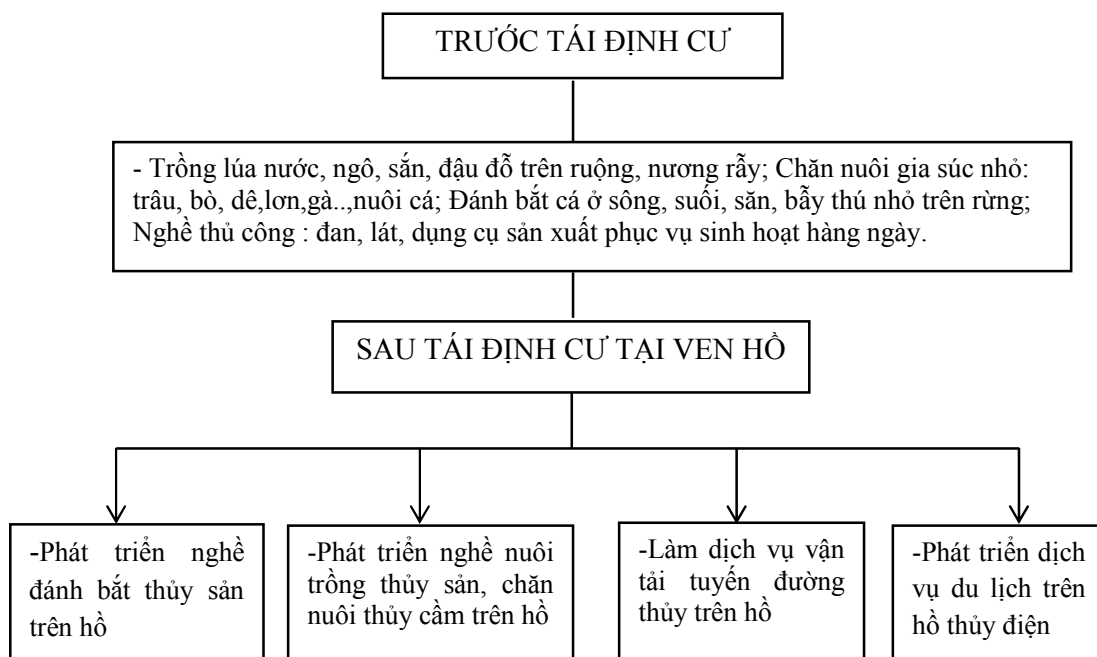 TRƯỚC TÁI ĐỊNH CƯ
- Trồng lúa nước, ngô, sắn, đậu đỗ trên ruộng, nương rẫy; Chăn nuôi gia súc nhỏ:
trâu, bò, dê,lơn,gà..,nuôi cá; Đánh bắt cá ở sông, suối, săn, bẫy thú nhỏ trên rừng;
Nghề thủ công : đan, lát, dụng cụ sản xuất phục vụ sinh hoạt hàng ngày.
SAU TÁI ĐỊNH CƯ TẠI VEN HỒ
-Phát triển nghề
đánh bắt thủy sản
trên hồ
-Phát triển nghề nuôi
trồng thủy sản, chăn
nuôi thủy cầm trên hồ
-Làm dịch vụ vận
tải tuyến đường
thủy trên hồ
-Phát triển dịch
vụ du lịch trên
hồ thủy điện